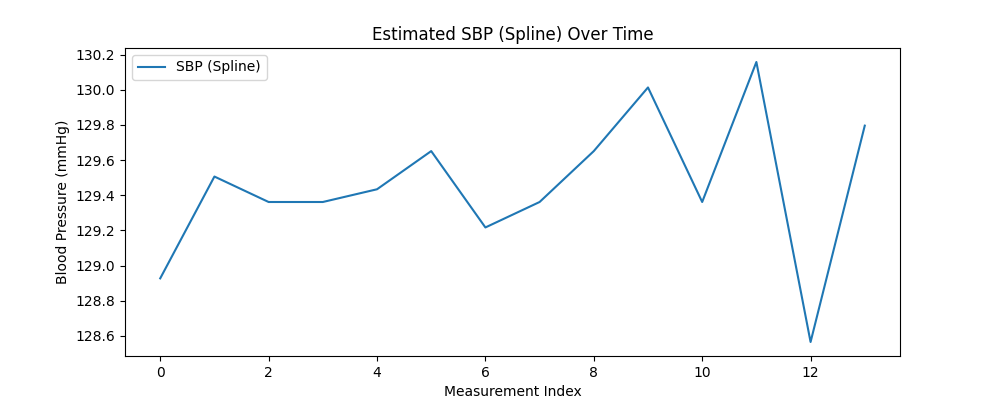 Estimated SBP (Spline) Over Time
SBP (Spline)
Blood Pressure (mmHg)
130.2
130.0
129.8
129.6
129.4
129.2
129.0
128.8
128.6
0 2 4 6 8 10 12
Measurement Index